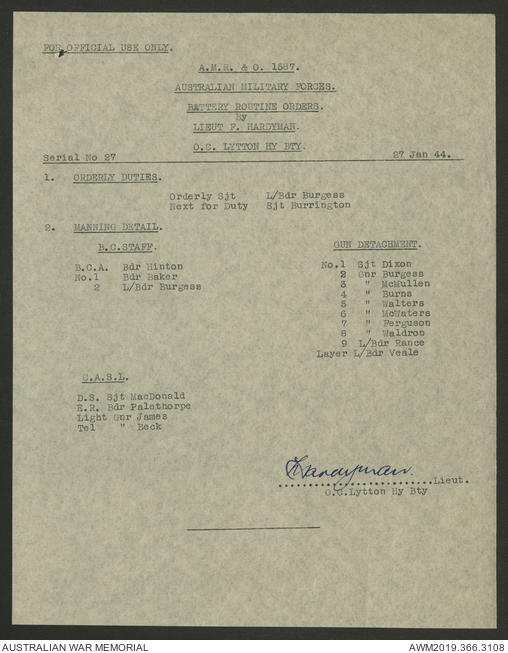 FOR OFFICIAL USE ONLY.
A.M.R. & O. 1587.
AUSTRALIAN MILITARY FORCES.
BATTERY ROUTINE ORDERS.
By
LIEUT F. HARDYMAN.
O.C. LYTTON HY BTY.
Serial No 27 27 Jan 44.
1. ORDERLY DUTIES.
Orderly Sjt L/Bdr Burgess
Next for Duty Sjt Burrington
2. MANNING DETAIL.
B.C.STAFF.
B.C.A. Bdr Hinton
No.1 Bdr Baker
2 L/Bdr Burgess
GUN DETACHMENT.
No.1 Sjt Dixon
2 Gnr Burgess
3 " McMullen
4 " Burns
5 " Walters
6 " McWaters
7 " Ferguson
8 " Waldron
9 L/Bdr Rance
Layer L/Bdr Veale
C.A.S.L.
D.S. Sjt MacDonald
E.R. Bdr Palethorpe
Light Gnr James
Tel " Beck
FHardyman.
..............................Lieut.
O.C.Lytton Hy Bty
AUSTRALIAN WAR MEMORIAL AWM2019.366.3108